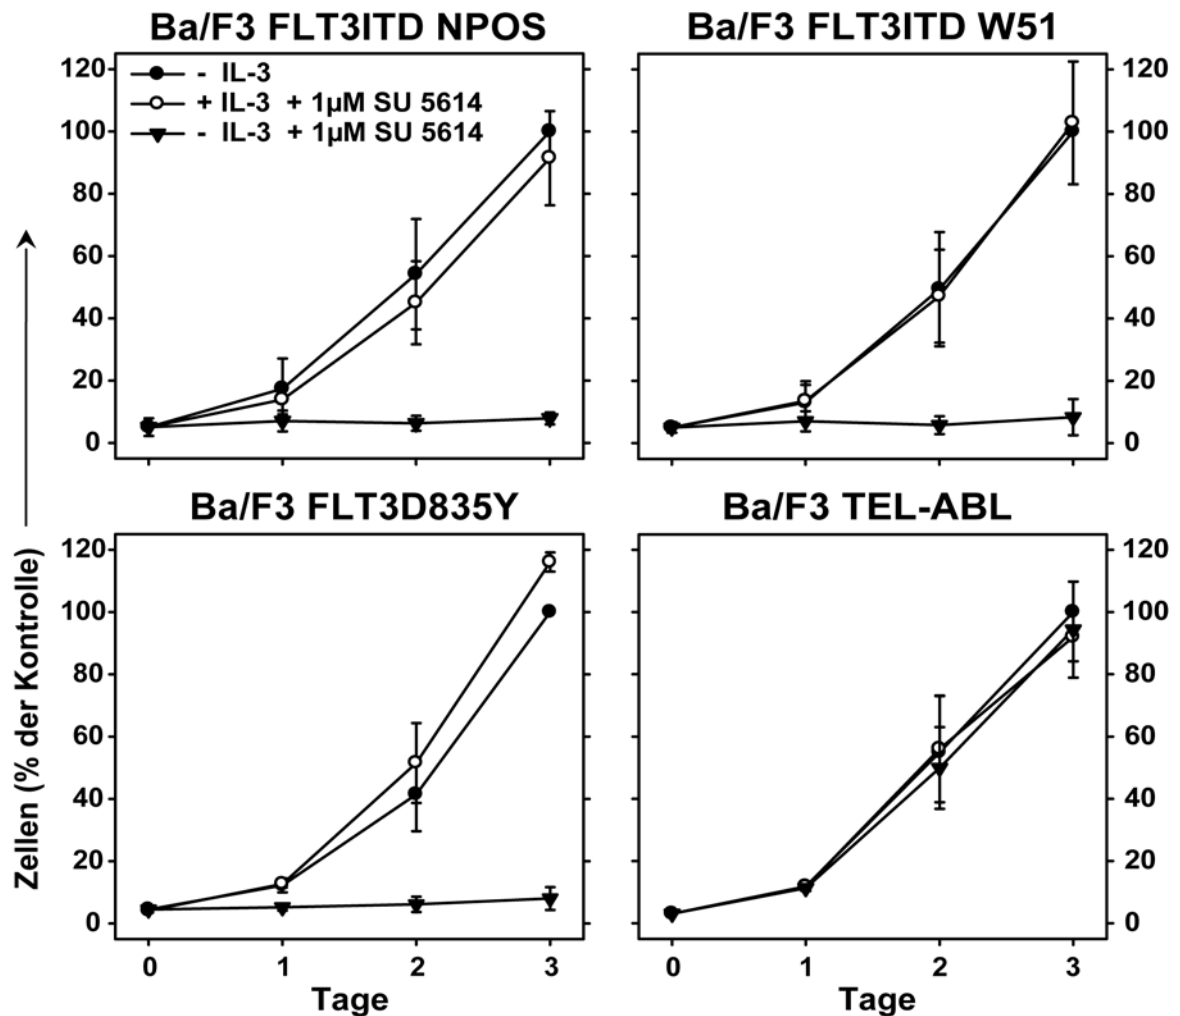 Ba/F3 FLT3ITD NPOS
Ba/F3 FLT3ITD W51
- IL-3
+ IL-3 + 1µM SU 5614
- IL-3 + 1µM SU 5614
120
100
80
60
40
20
0
120
100
80
60
40
20
0
Ba/F3 FLT3D835Y
Ba/F3 TEL-ABL
120
100
80
60
40
20
0
120
100
80
60
40
20
0
0 1 2 3
0 1 2 3
Tage
Tage
Zellen (% der Kontrolle)